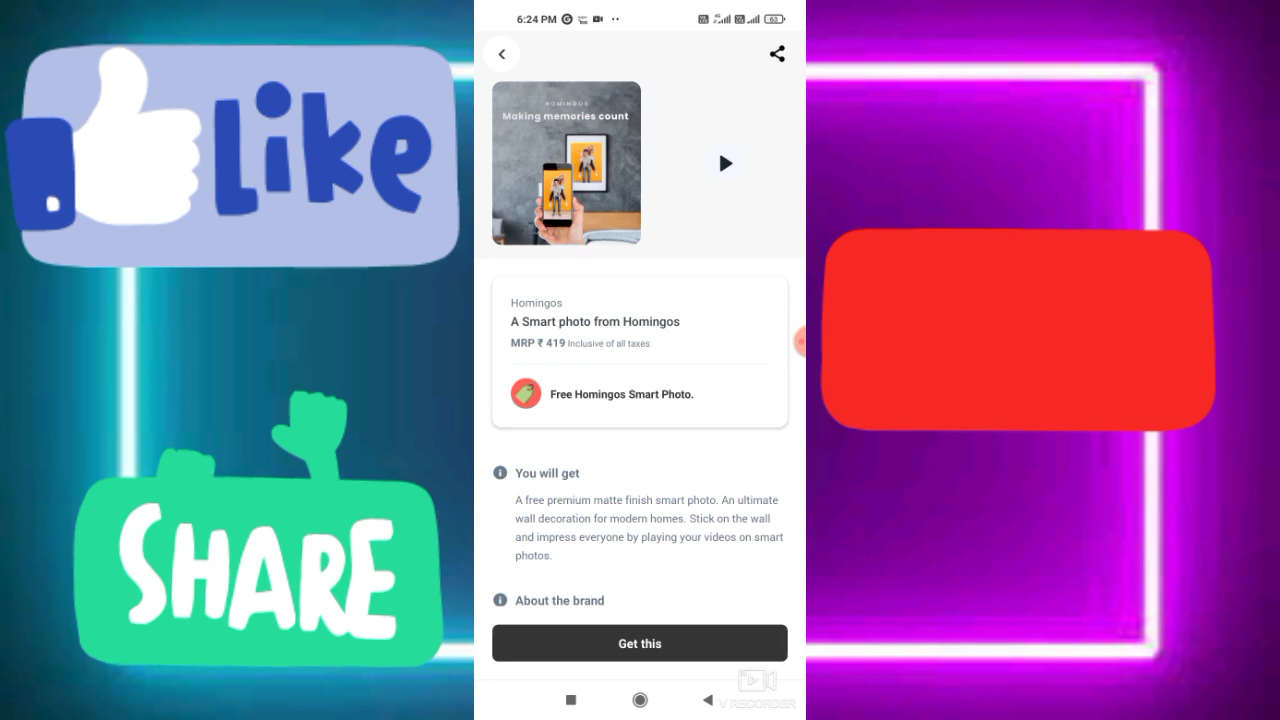 Like
SHARE
6:24 PM
63
HOMINGOS
Making memories count
Homingos
A Smart photo from Homingos
MRP ₹ 419 Inclusive of all taxes
Free Homingos Smart Photo.
You will get
A free premium matte finish smart photo. An ultimate
wall decoration for modern homes. Stick on the wall
and impress everyone by playing your videos on smart
photos.
About the brand
Get this
V RECORDER